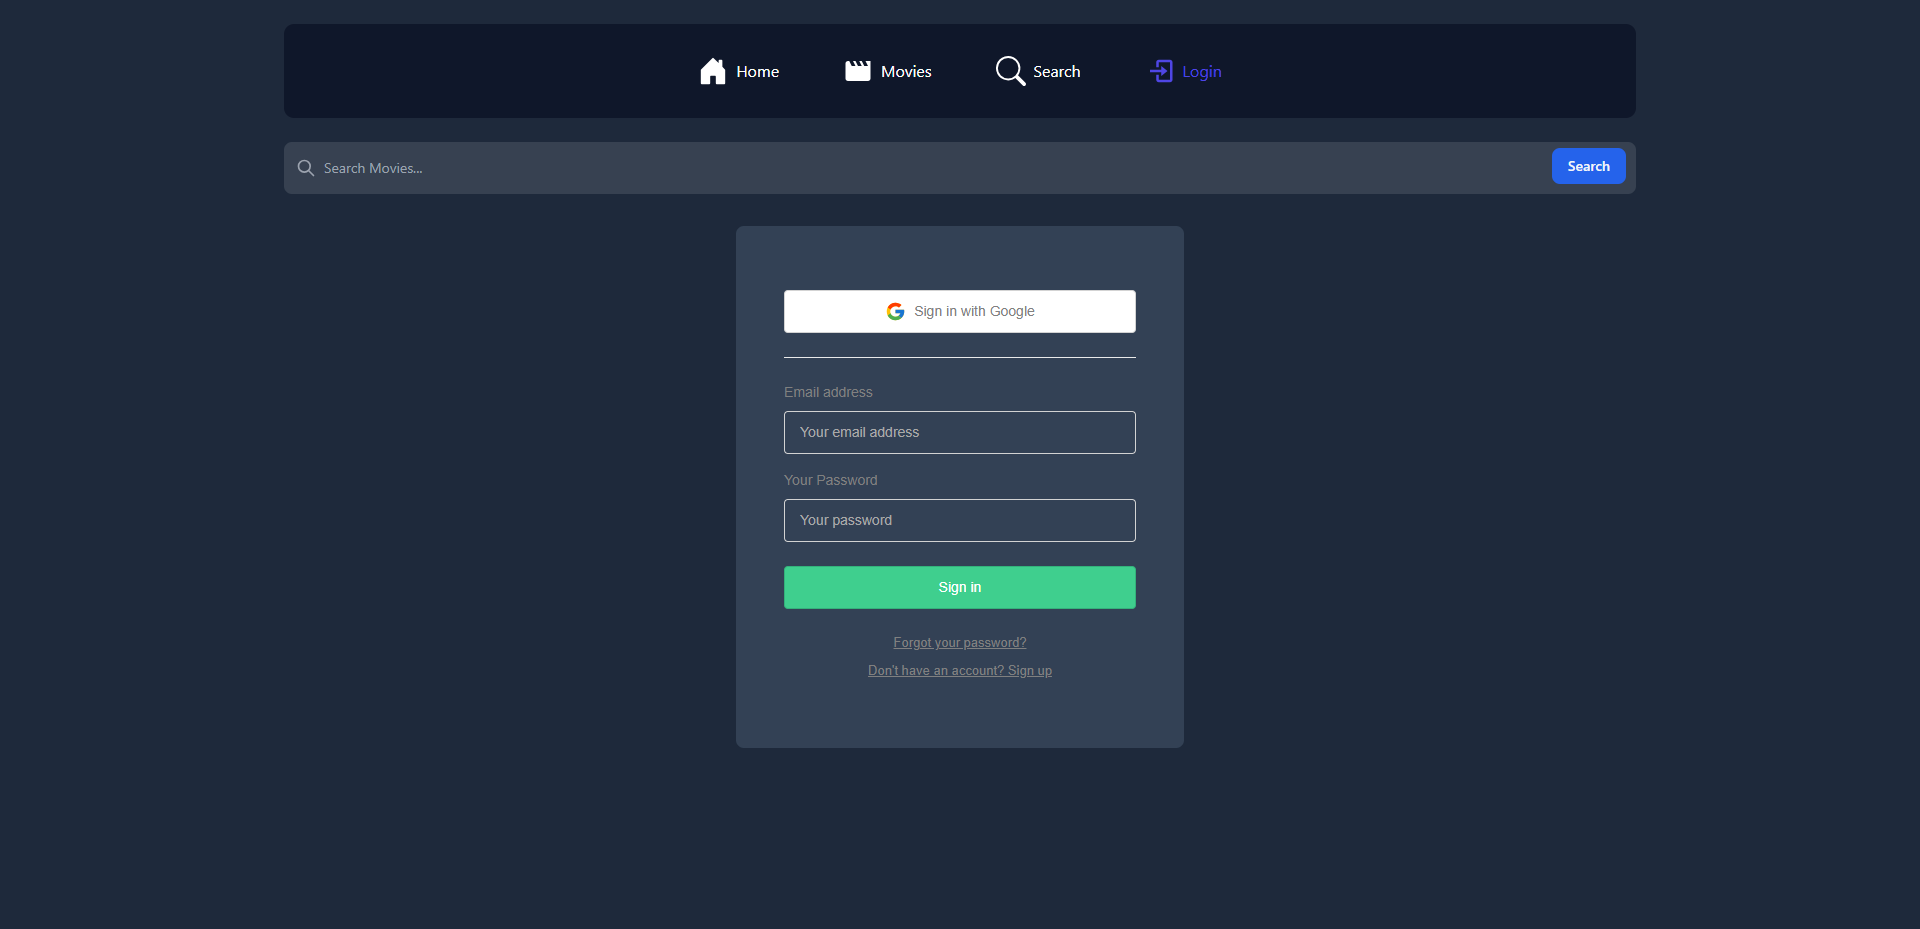 Home Movies Search Login
Search Movies... Search
Sign in with Google
Email address
Your email address
Your Password
Your password
Sign in
Forgot your password?
Don't have an account? Sign up